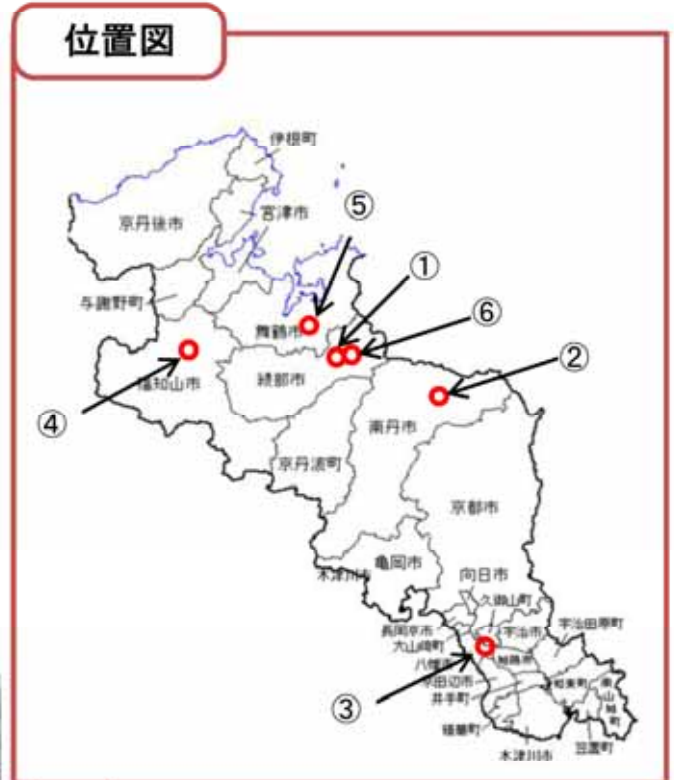 位置図
伊根町
京丹後市
宮津市
⑤
①
与謝野町
舞鶴市
⑥
②
福知山市
綾部市
④
南丹市
京丹波町
京都市
亀岡市
木津川市
向日市
久御山町
長岡京市
宇治市
宇治田原町
大山崎町
八幡市
城陽市
京田辺市
和束町
南山城村
井手町
③
精華町
笠置町
木津川市